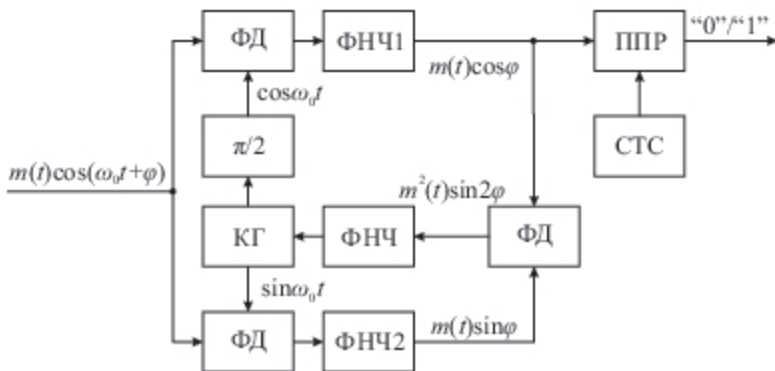 ФД
ФНЧ1
ППР
“0”/“1”
m(t)cosφ
cosω₀t
π/2
СТС
m(t)cos(ω₀t+φ)
m²(t)sin2φ
КГ
ФНЧ
ФД
sinω₀t
ФД
ФНЧ2
m(t)sinφ